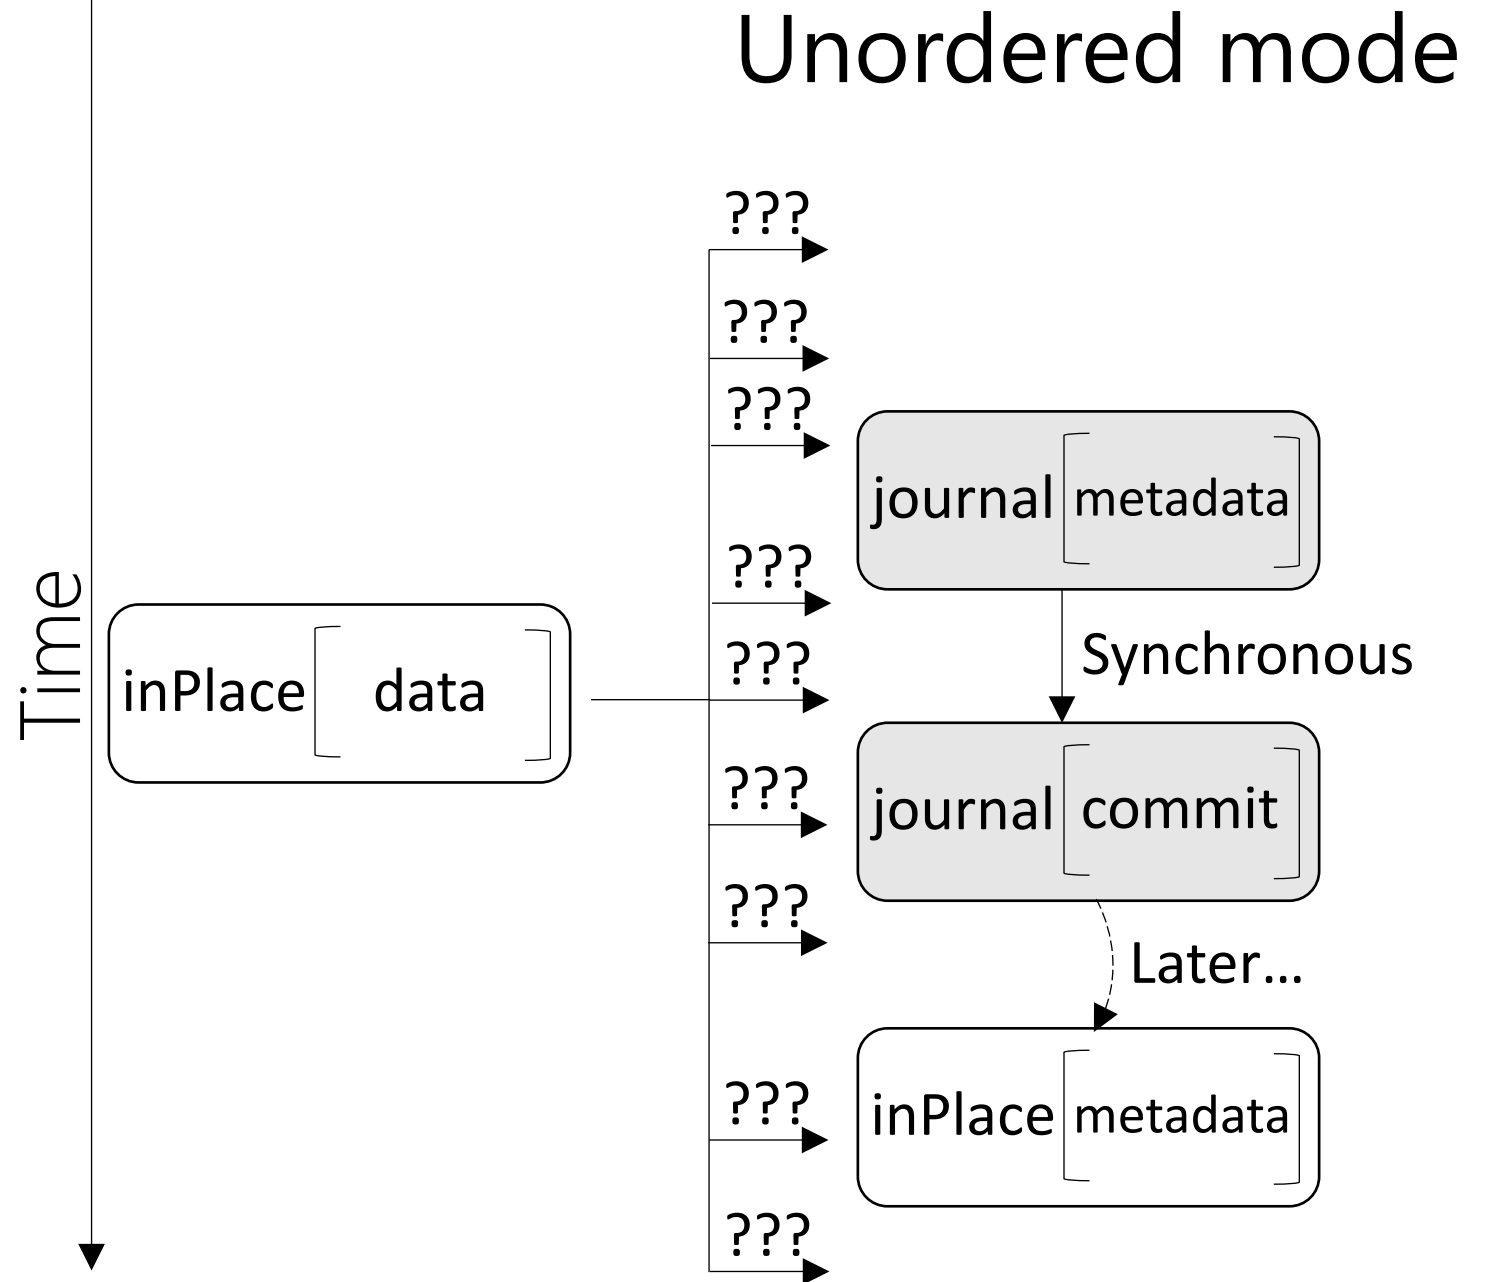 Unordered mode
???
???
???
journal metadata
???
Time
Synchronous
???
inPlace data
???
journal commit
???
Later...
???
inPlace metadata
???